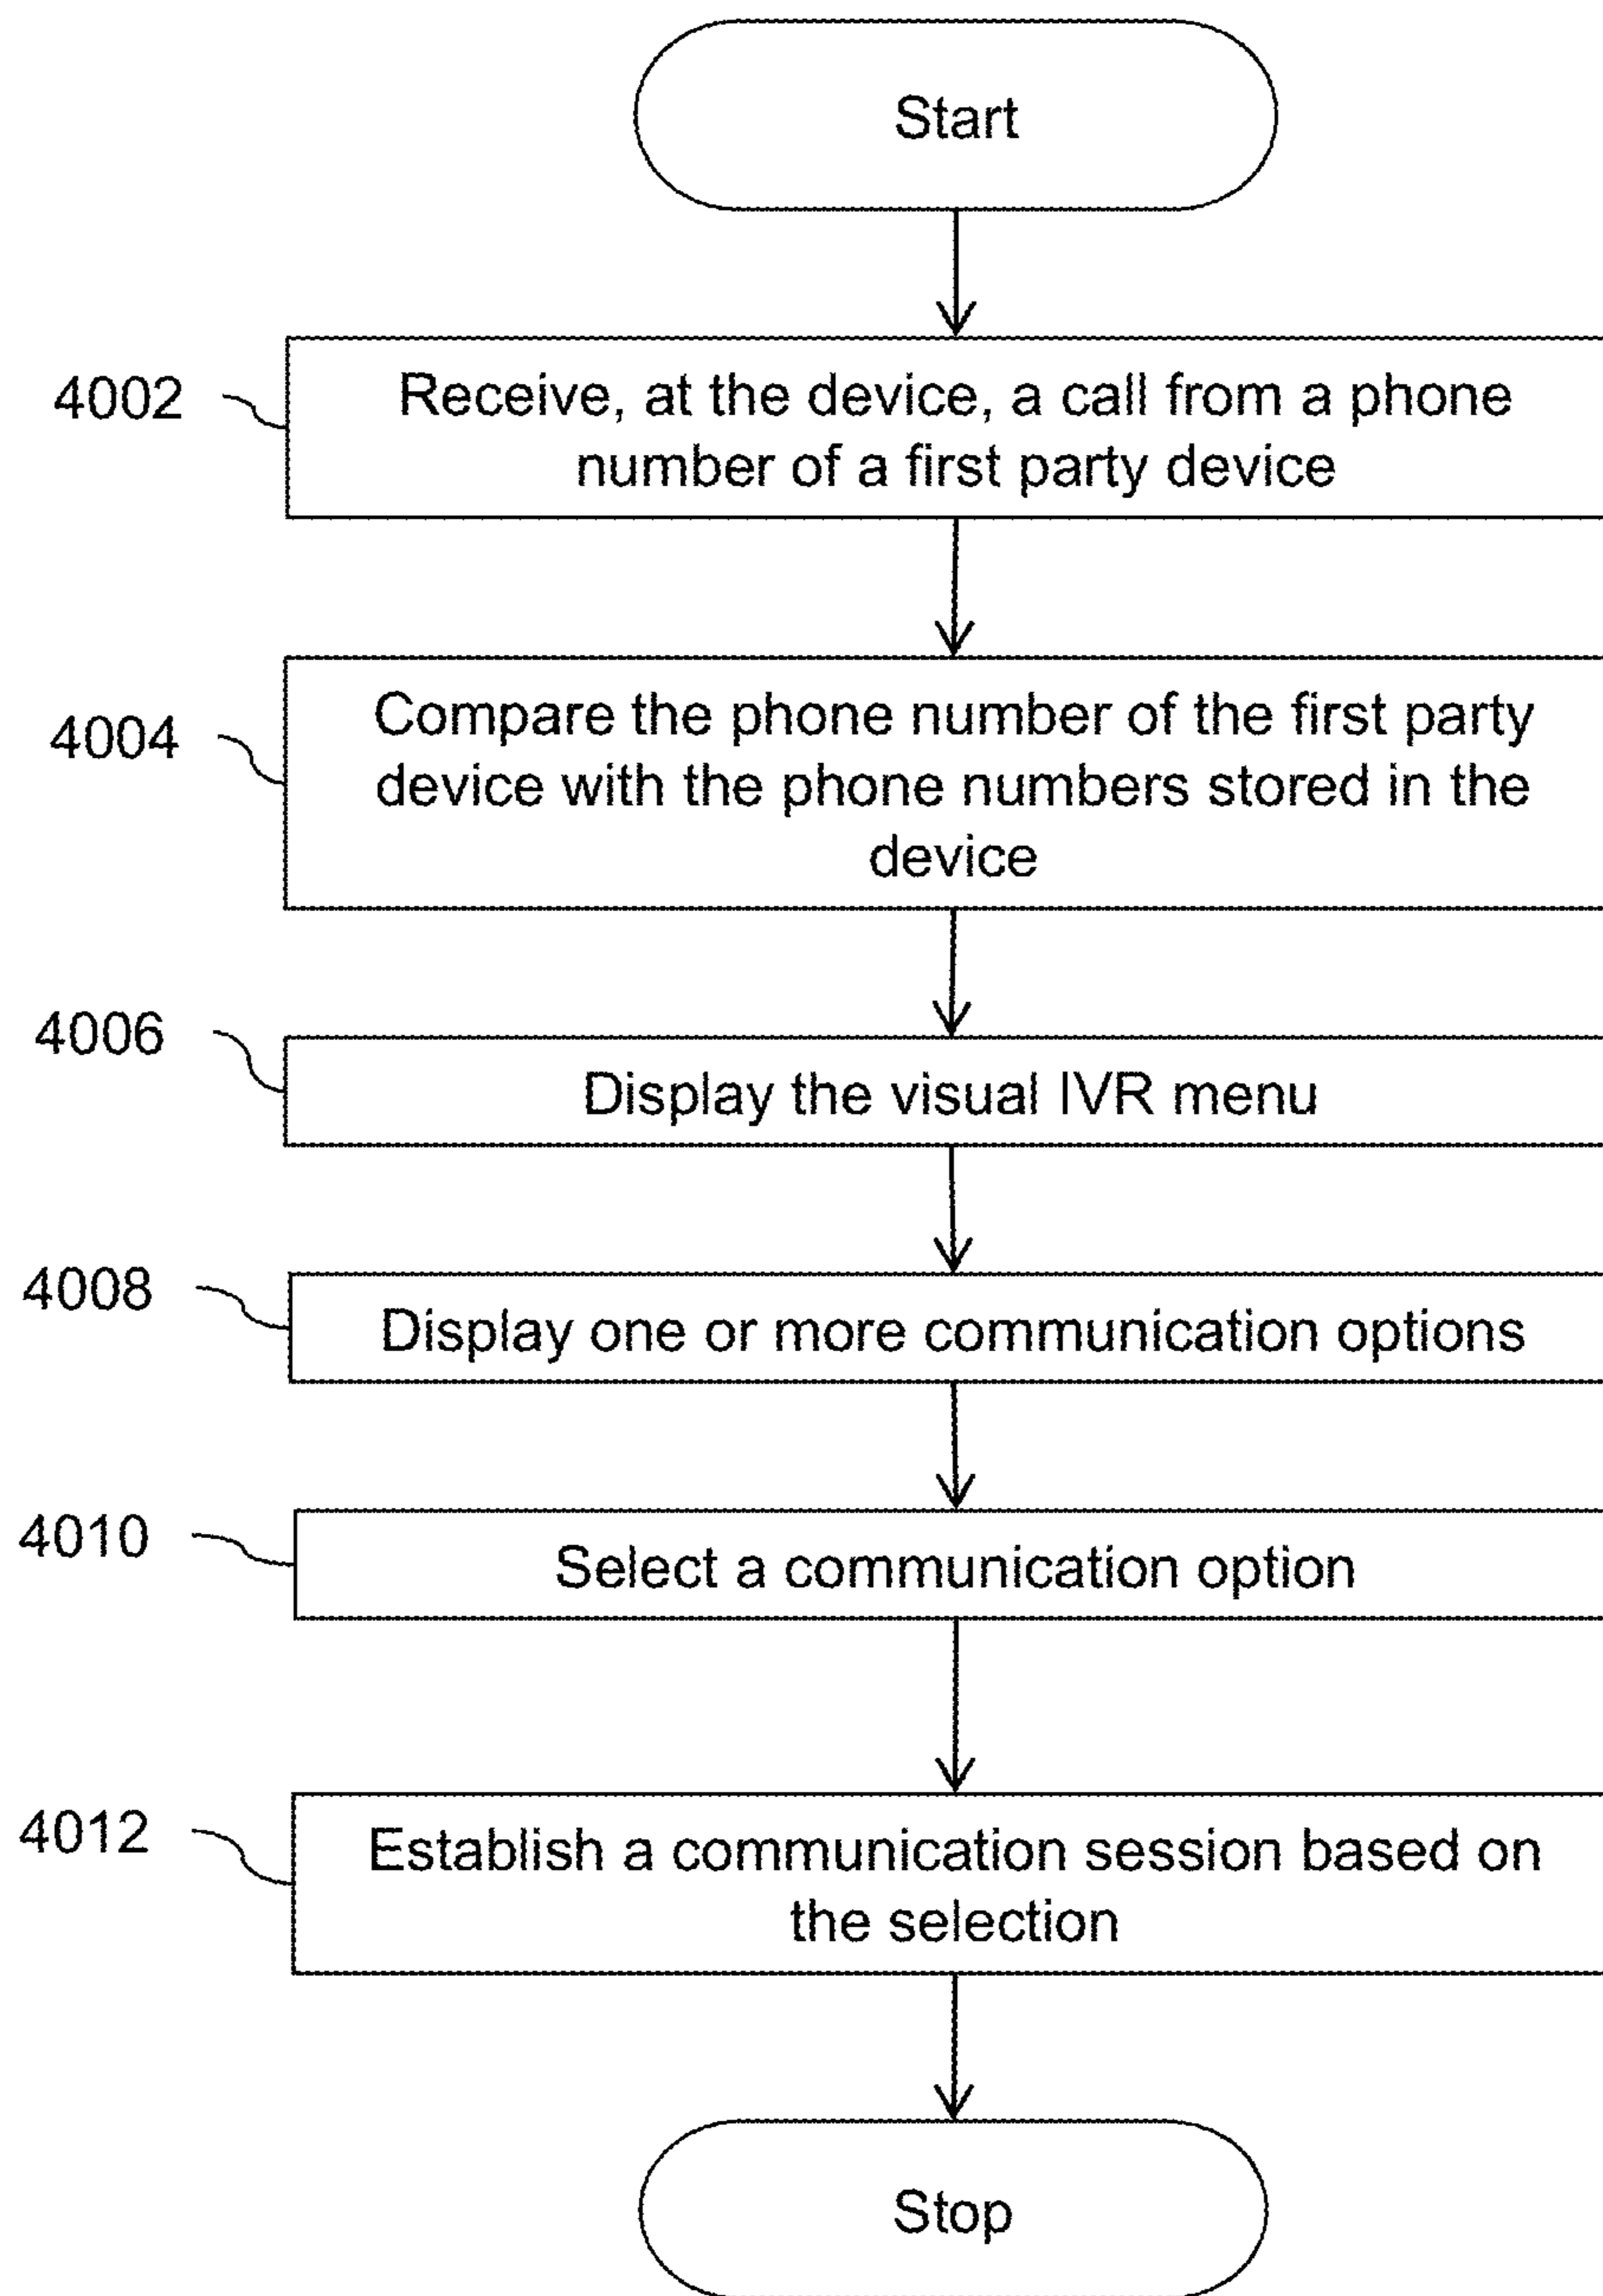 Start
4002
Receive, at the device, a call from a phone
number of a first party device
4004
Compare the phone number of the first party
device with the phone numbers stored in the
device
4006
Display the visual IVR menu
4008
Display one or more communication options
4010
Select a communication option
4012
Establish a communication session based on
the selection
Stop